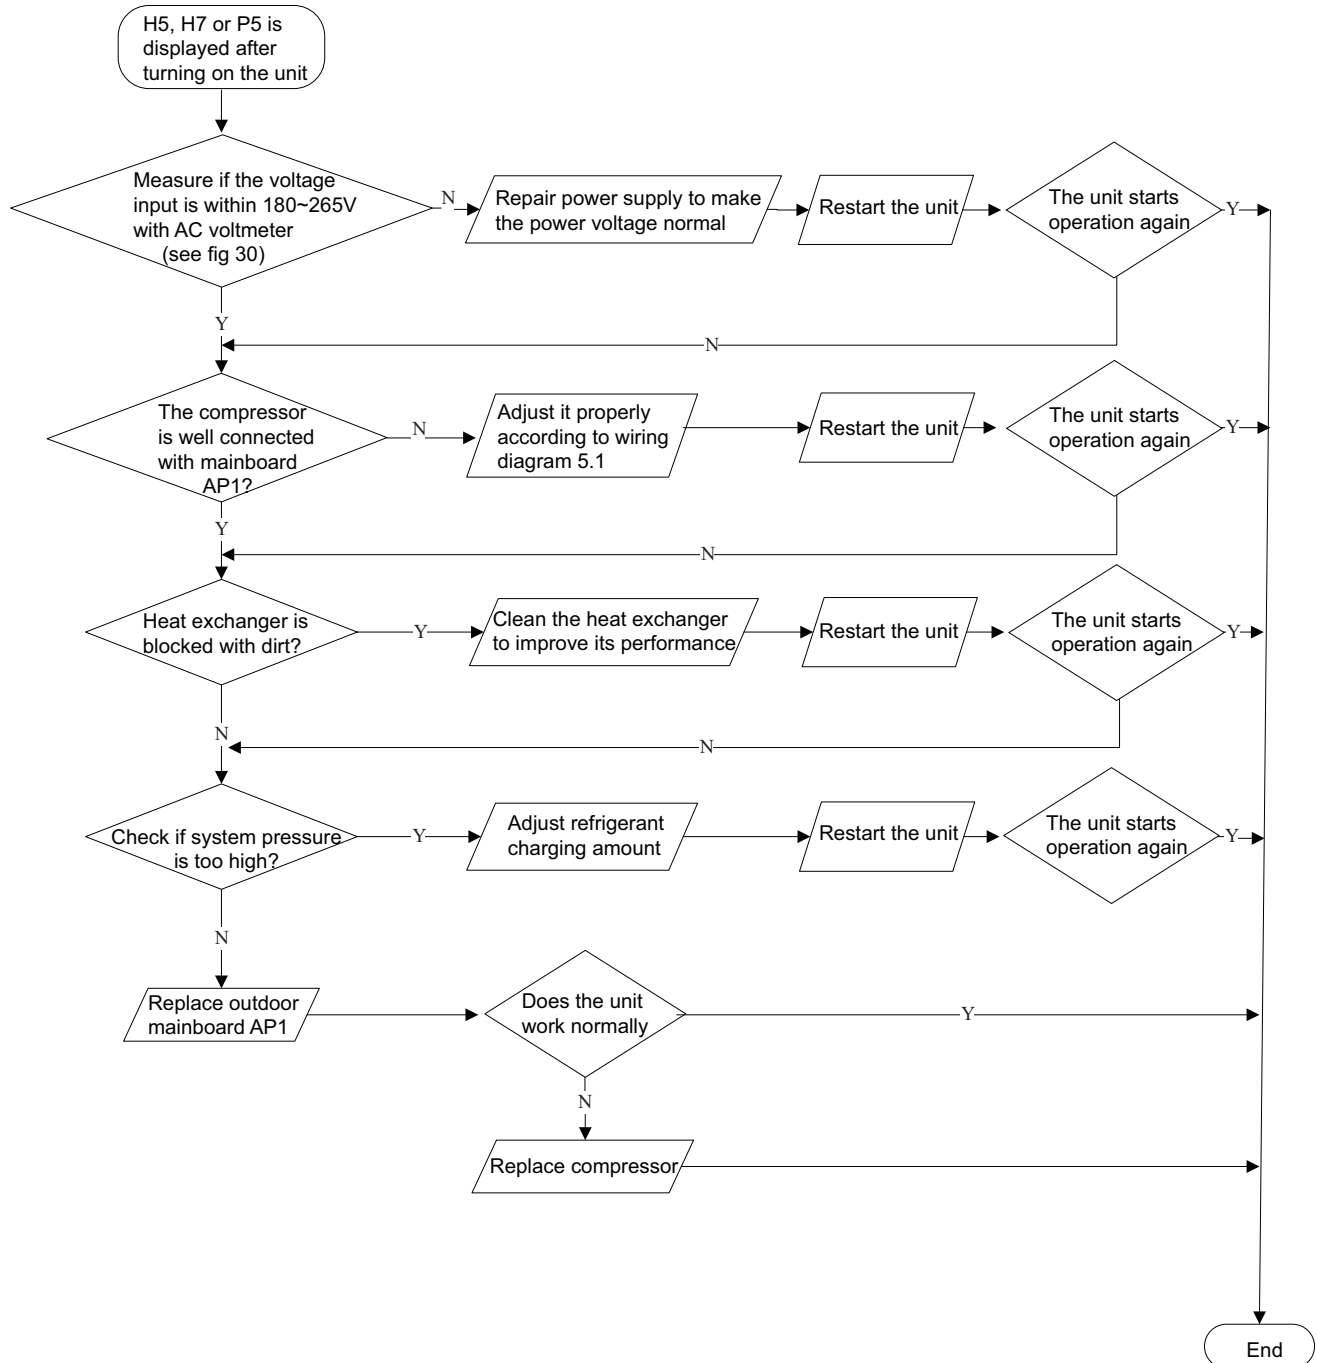 H5, H7 or P5 is
displayed after
turning on the unit
Measure if the voltage
input is within 180~265V
with AC voltmeter
(see fig 30)
N
Repair power supply to make
the power voltage normal
Restart the unit
The unit starts
operation again
Y
Y
N
The compressor
is well connected
with mainboard
AP1?
N
Adjust it properly
according to wiring
diagram 5.1
Restart the unit
The unit starts
operation again
Y
Y
N
Heat exchanger is
blocked with dirt?
Y
Clean the heat exchanger
to improve its performance
Restart the unit
The unit starts
operation again
Y
N
N
Check if system pressure
is too high?
Y
Adjust refrigerant
charging amount
Restart the unit
The unit starts
operation again
Y
N
Replace outdoor
mainboard AP1
Does the unit
work normally
Y
N
Replace compressor
End